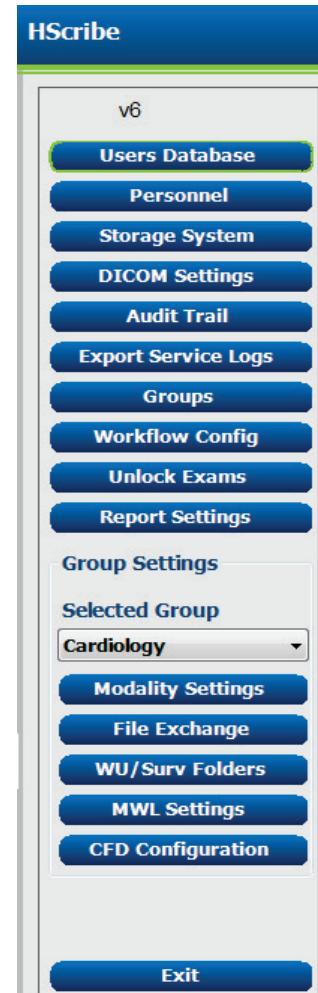 HScribe
v6
Users Database
Personnel
Storage System
DICOM Settings
Audit Trail
Export Service Logs
Groups
Workflow Config
Unlock Exams
Report Settings
Group Settings
Selected Group
Cardiology
Modality Settings
File Exchange
WU/Surv Folders
MWL Settings
CFD Configuration
Exit